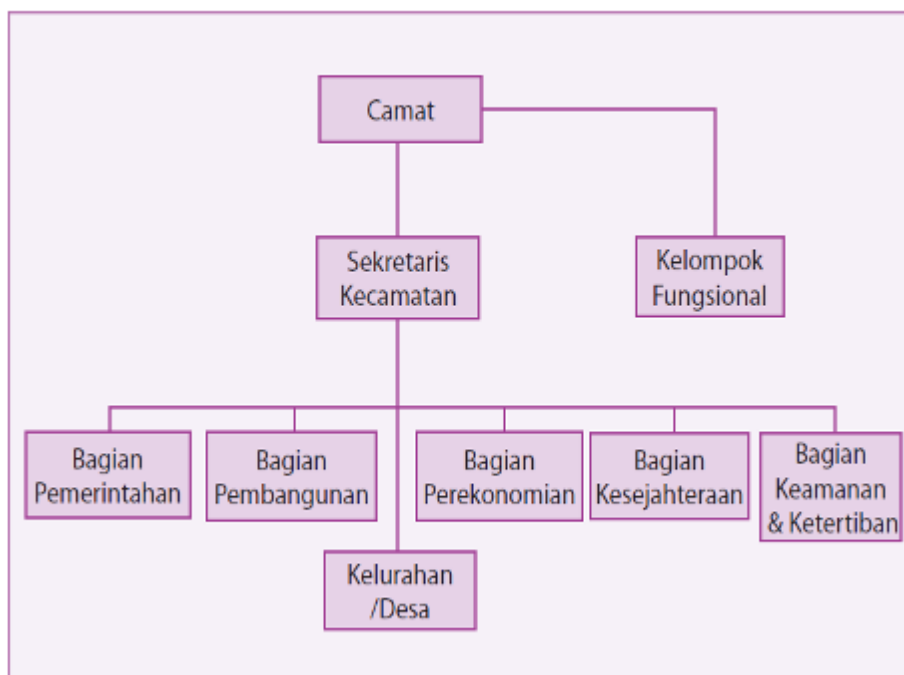 Camat
Sekretaris
Kecamatan
Kelompok
Fungsional
Bagian
Pemerintahan
Bagian
Pembangunan
Bagian
Perekonomian
Bagian
Kesejahteraan
Bagian
Keamanan
& Ketertiban
Kelurahan
/Desa